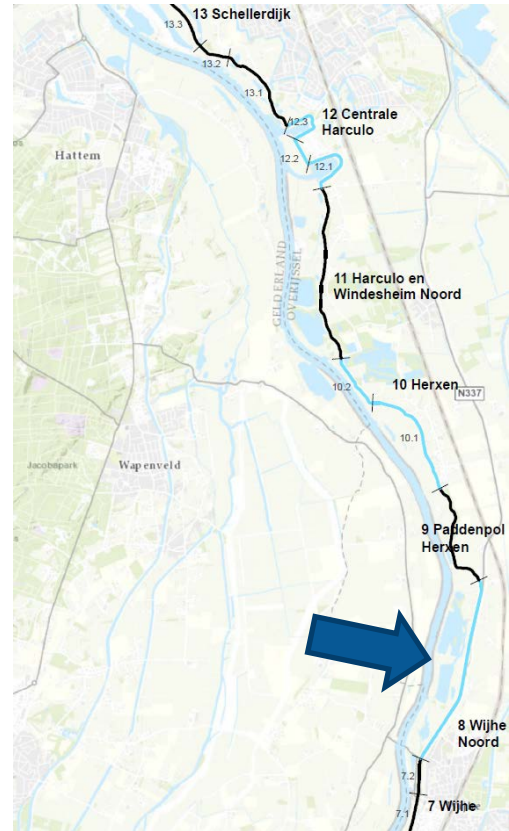 13 Schellerdijk
13.3
13.2
13.1
12.3
12 Centrale
Harculo
12.2
12.1
Hattem
GELDERLAND
OVERIJSSEL
11 Harculo en
Windesheim Noord
10.2
10 Herxen
N337
10.1
Jacobspark
Wapenveld
9 Paddenpol
Herxen
8 Wijhe
Noord
7.2
7 Wijhe
7.1